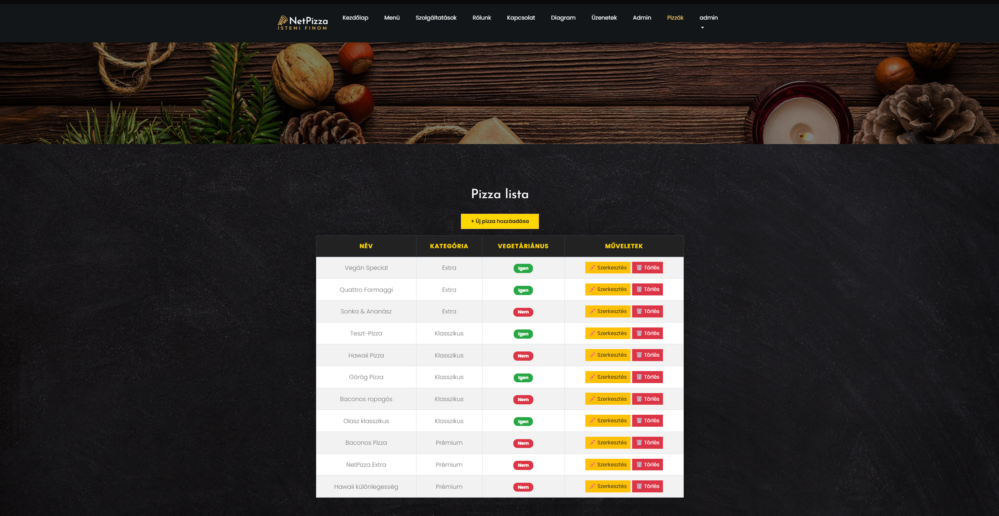 NetPizza
ISTENI FINOM
Kezdőlap Menü Szolgáltatások Rólunk Kapcsolat Diagram Üzenetek Admin Pizzák admin
Pizza lista
+ Új pizza hozzáadása
NÉV KATEGÓRIA VEGETÁRIÁNUS MŰVELETEK
Vegán Special Extra Igen Szerkesztés Törlés
Quattro Formaggi Extra Igen Szerkesztés Törlés
Sonka & Ananász Extra Nem Szerkesztés Törlés
Teszt-Pizza Klasszikus Igen Szerkesztés Törlés
Hawaii Pizza Klasszikus Nem Szerkesztés Törlés
Görög Pizza Klasszikus Igen Szerkesztés Törlés
Baconos ropogós Klasszikus Nem Szerkesztés Törlés
Olasz klasszikus Klasszikus Igen Szerkesztés Törlés
Baconos Pizza Prémium Nem Szerkesztés Törlés
NetPizza Extra Prémium Nem Szerkesztés Törlés
Hawaii különlegesség Prémium Nem Szerkesztés Törlés